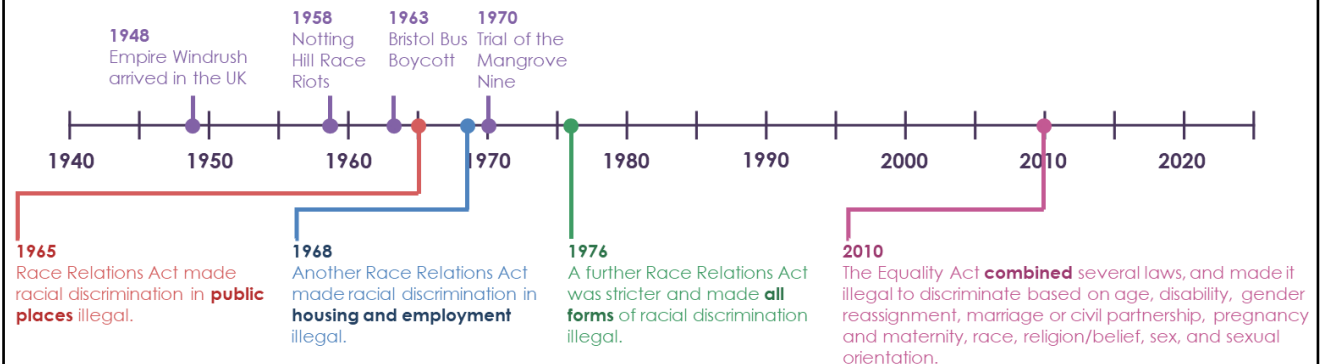 1948
Empire Windrush
arrived in the UK
1958
Notting
Hill Race
Riots
1963
Bristol Bus
Boycott
1970
Trial of the
Mangrove
Nine
1940
1950
1960
1970
1980
1990
2000
2010
2020
1965
Race Relations Act made
racial discrimination in public
places illegal.
1968
Another Race Relations Act
made racial discrimination in
housing and employment
illegal.
1976
A further Race Relations Act
was stricter and made all
forms of racial discrimination
illegal.
2010
The Equality Act combined several laws, and made it
illegal to discriminate based on age, disability, gender
reassignment, marriage or civil partnership, pregnancy
and maternity, race, religion/belief, sex, and sexual
orientation.